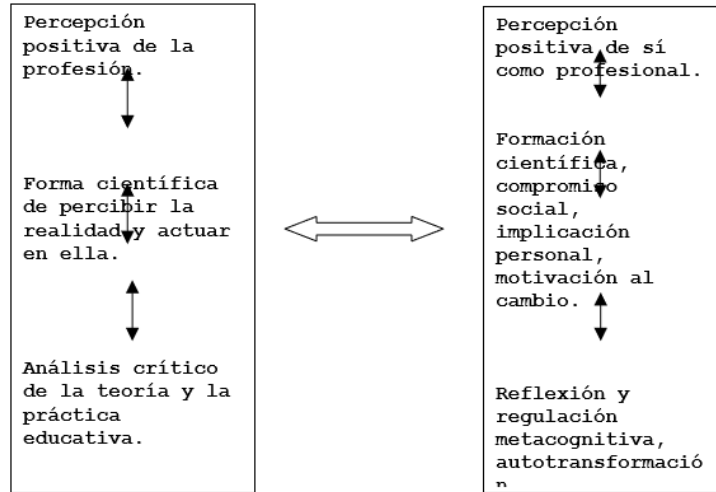 Percepción
positiva de la
profesión.
Forma científica
de percibir la
realidad y actuar
en ella.
Análisis crítico
de la teoría y la
práctica
educativa.
Percepción
positiva de sí
como profesional.
Formación
científica,
compromiso
social,
implicación
personal,
motivación al
cambio.
Reflexión y
regulación
metacognitiva,
autotransformació
n